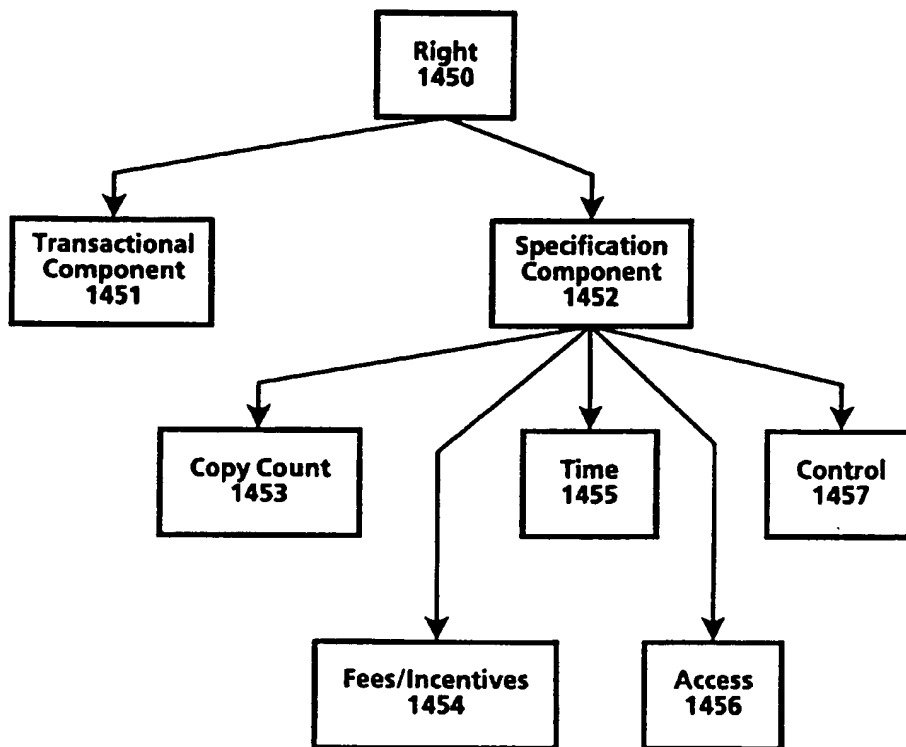 Right
1450
Transactional
Component
1451
Specification
Component
1452
Copy Count
1453
Time
1455
Control
1457
Fees/Incentives
1454
Access
1456